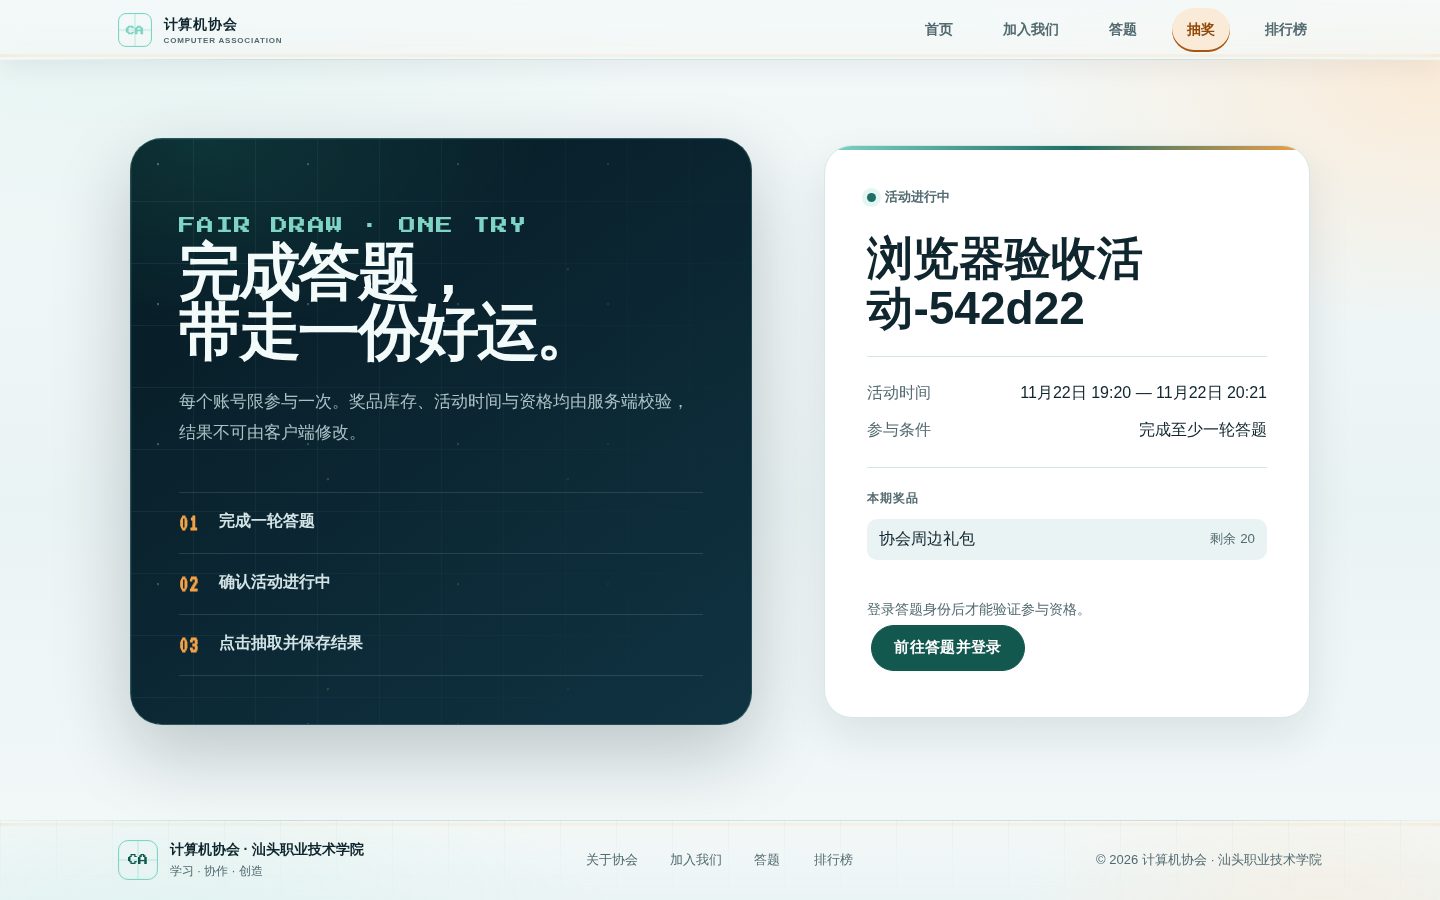 CA
计算机协会
COMPUTER ASSOCIATION
首页
加入我们
答题
抽奖
排行榜
FAIR DRAW · ONE TRY
完成答题，
带走一份好运。
每个账号限参与一次。奖品库存、活动时间与资格均由服务端校验，
结果不可由客户端修改。
01 完成一轮答题
02 确认活动进行中
03 点击抽取并保存结果
活动进行中
浏览器验收活
动-542d22
活动时间 11月22日 19:20 — 11月22日 20:21
参与条件 完成至少一轮答题
本期奖品
协会周边礼包 剩余 20
登录答题身份后才能验证参与资格。
前往答题并登录
CA
计算机协会 · 汕头职业技术学院
学习 · 协作 · 创造
关于协会
加入我们
答题
排行榜
© 2026 计算机协会 · 汕头职业技术学院